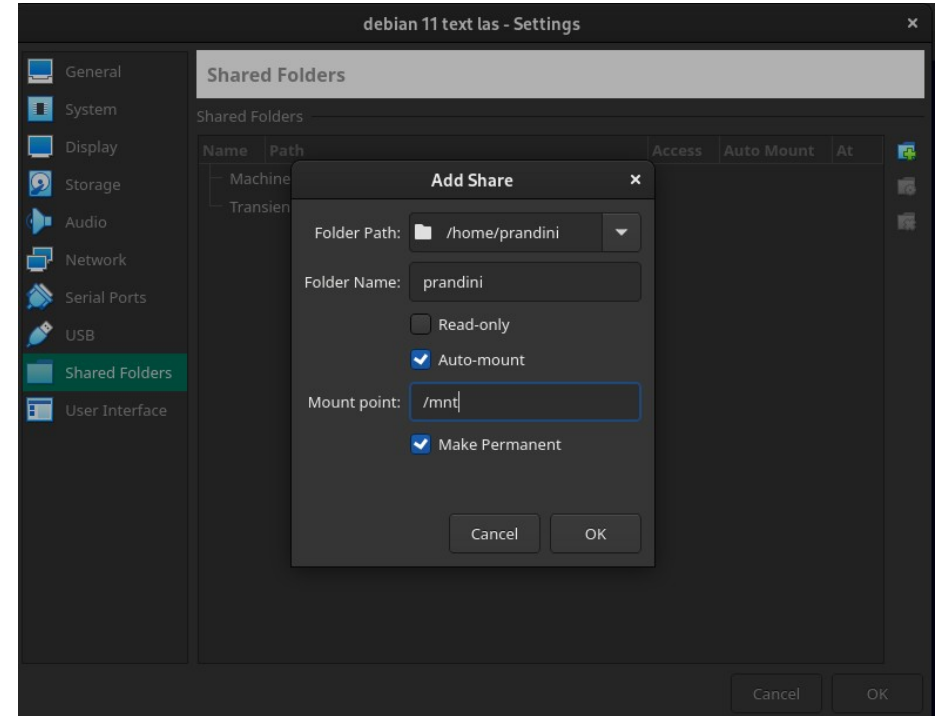 debian 11 text las - Settings ×
General
System
Display
Storage
Audio
Network
Serial Ports
USB
Shared Folders
User Interface
Shared Folders
Shared Folders
Name Path Access Auto Mount At
Machine
Transien
Add Share ×
Folder Path: /home/prandini
Folder Name: prandini
Read-only
Auto-mount
Mount point: /mnt
Make Permanent
Cancel OK
Cancel OK